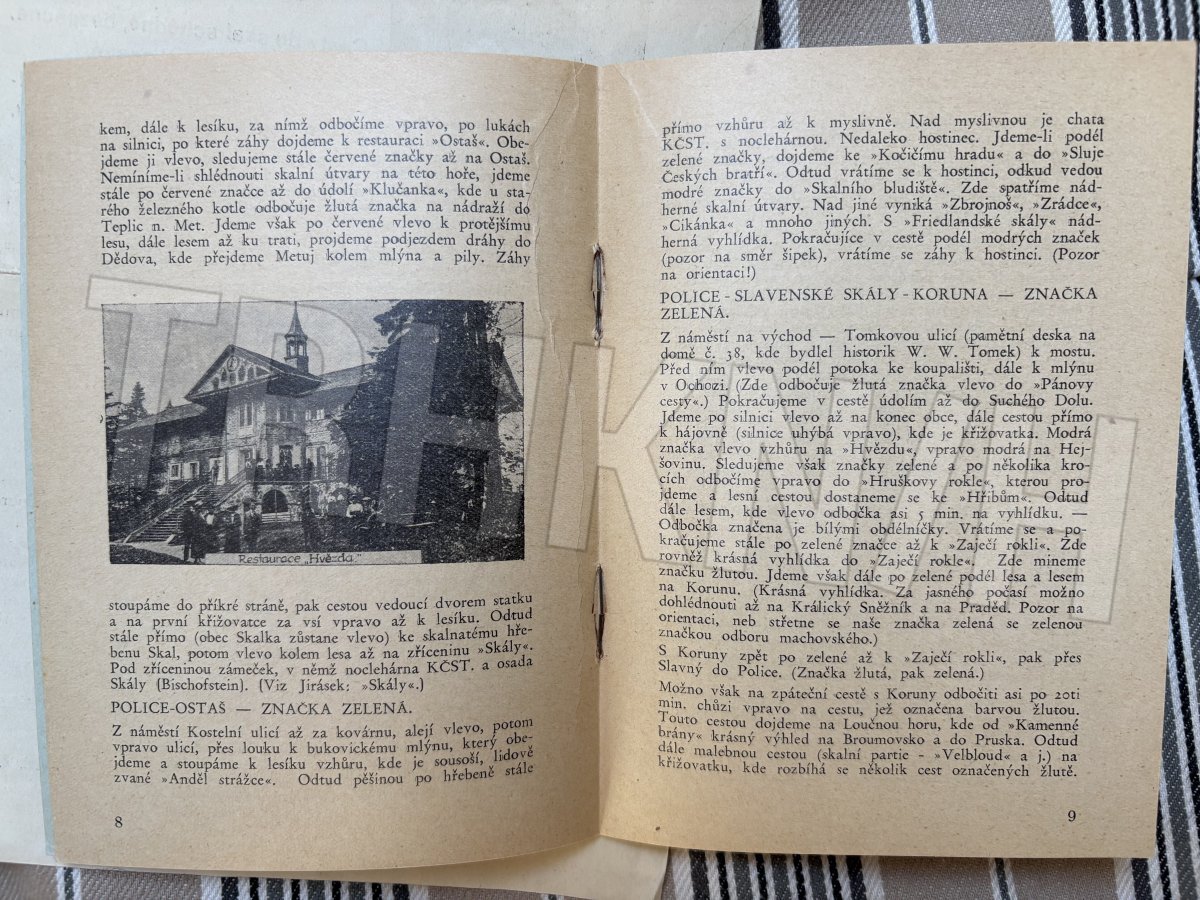 kem, dále k lesíku, za nímž odbočíme vpravo, po lukách
na silnici, po které záhy dojdeme k restauraci »Ostaš«. Obe-
jdeme ji vlevo, sledujeme stále červené značky až na Ostaš.
Nemíníme-li shlédnouti skalní útvary na této hoře, jdeme
stále po červené značce až do údolí »Klučanka«, kde u sta-
rého železného kotle odbočuje žlutá značka na nádraží do
Teplic n. Met. Jdeme však po červené vlevo k protějšímu
lesu, dále lesem až ku trati, projdeme podjezdem dráhy do
Dědova, kde přejdeme Metuj kolem mlýna a pily. Záhy
Restaurace „Hvězda."
stoupáme do příkré stráně, pak cestou vedoucí dvorem statku
a na první křižovatce za vsí vpravo až k lesíku. Odtud
stále přímo (obec Skalka zůstane vlevo) ke skalnatému hře-
benu Skal, potom vlevo kolem lesa až na zříceninu »Skály«.
Pod zříceninou zámeček, v němž noclehárna KČST. a osada
Skály (Bischofstein). (Viz Jirásek: »Skály«.)
POLICE-OSTAŠ — ZNAČKA ZELENÁ.
Z náměstí Kostelní ulicí až za kovárnu, alejí vlevo, potom
vpravo ulicí, přes louku k bukovickému mlýnu, který obe-
jdeme a stoupáme k lesíku vzhůru, kde je sousoší, lidově
zvané »Anděl strážce«. Odtud pěšinou po hřebeně stále
8
přímo vzhůru až k myslivně. Nad myslivnou je chata
KČST. s noclehárnou. Nedaleko hostinec. Jdeme-li podél
zelené značky, dojdeme ke »Kočičímu hradu« a do »Sluje
Českých bratří«. Odtud vrátíme se k hostinci, odkud vedou
modré značky do »Skalního bludiště«. Zde spatříme nád-
herné skalní útvary. Nad jiné vyniká »Zbrojnoš«, »Zrádce«,
»Cikánka« a mnoho jiných. S »Friedlandské skály« nád-
herná vyhlídka. Pokračujíce v cestě podél modrých značek
(pozor na směr šipek), vrátíme se záhy k hostinci. (Pozor
na orientaci!)
POLICE - SLAVENSKÉ SKÁLY - KORUNA — ZNAČKA
ZELENÁ.
Z náměstí na východ — Tomkovou ulicí (pamětní deska na
domě č. 38, kde bydlel historik W. W. Tomek) k mostu.
Před ním vlevo podél potoka ke koupališti, dále k mlýnu
v Ochozi. (Zde odbočuje žlutá značka vlevo do »Pánovy
cesty«.) Pokračujeme v cestě údolím až do Suchého Dolu.
Jdeme po silnici vlevo až na konec obce, dále cestou přímo
k hájovně (silnice uhýbá vpravo), kde je křižovatka. Modrá
značka vlevo vzhůru na »Hvězdu«, vpravo modrá na Hej-
šovinu. Sledujeme však značky zelené a po několika kro-
cích odbočíme vpravo do »Hruškovy rokle«, kterou pro-
jdeme a lesní cestou dostaneme se ke »Hřibům«. Odtud
dále lesem, kde vlevo odbočka asi 5 min. na vyhlídku. —
Odbočka značena je bílými obdélníčky. Vrátíme se a po-
kračujeme stále po zelené značce až k »Zaječí rokli«. Zde
rovněž krásná vyhlídka do »Zaječí rokle«. Zde mineme
značku žlutou. Jdeme však dále po zelené podél lesa a lesem
na Korunu. (Krásná vyhlídka. Za jasného počasí možno
dohlédnouti až na Králický Sněžník a na Praděd. Pozor na
orientaci, neb střetne se naše značka zelená se zelenou
značkou odboru machovského.)
S Koruny zpět po zelené až k »Zaječí rokli«, pak přes
Slavný do Police. (Značka žlutá, pak zelená.)
Možno však na zpáteční cestě s Koruny odbočiti asi po 20ti
min. chůzi vpravo na cestu, jež označena barvou žlutou.
Touto cestou dojdeme na Loučnou horu, kde od »Kamenné
brány« krásný výhled na Broumovsko a do Pruska. Odtud
dále malebnou cestou (skalní partie - »Velbloud« a j.) na
křižovatku, kde rozbíhá se několik cest označených žlutě.
9